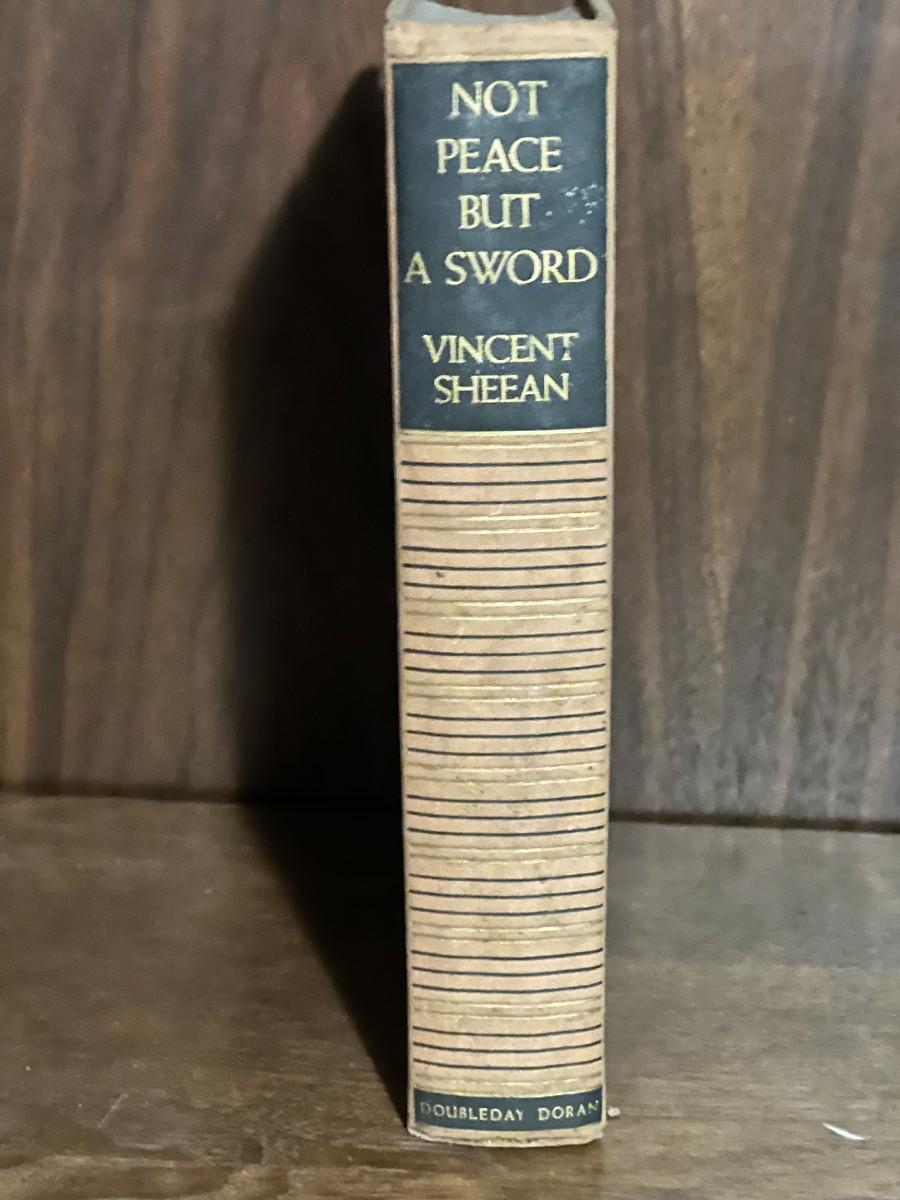 NOT
PEACE
BUT
A SWORD
VINCENT
SHEEAN
DOUBLEDAY DORAN